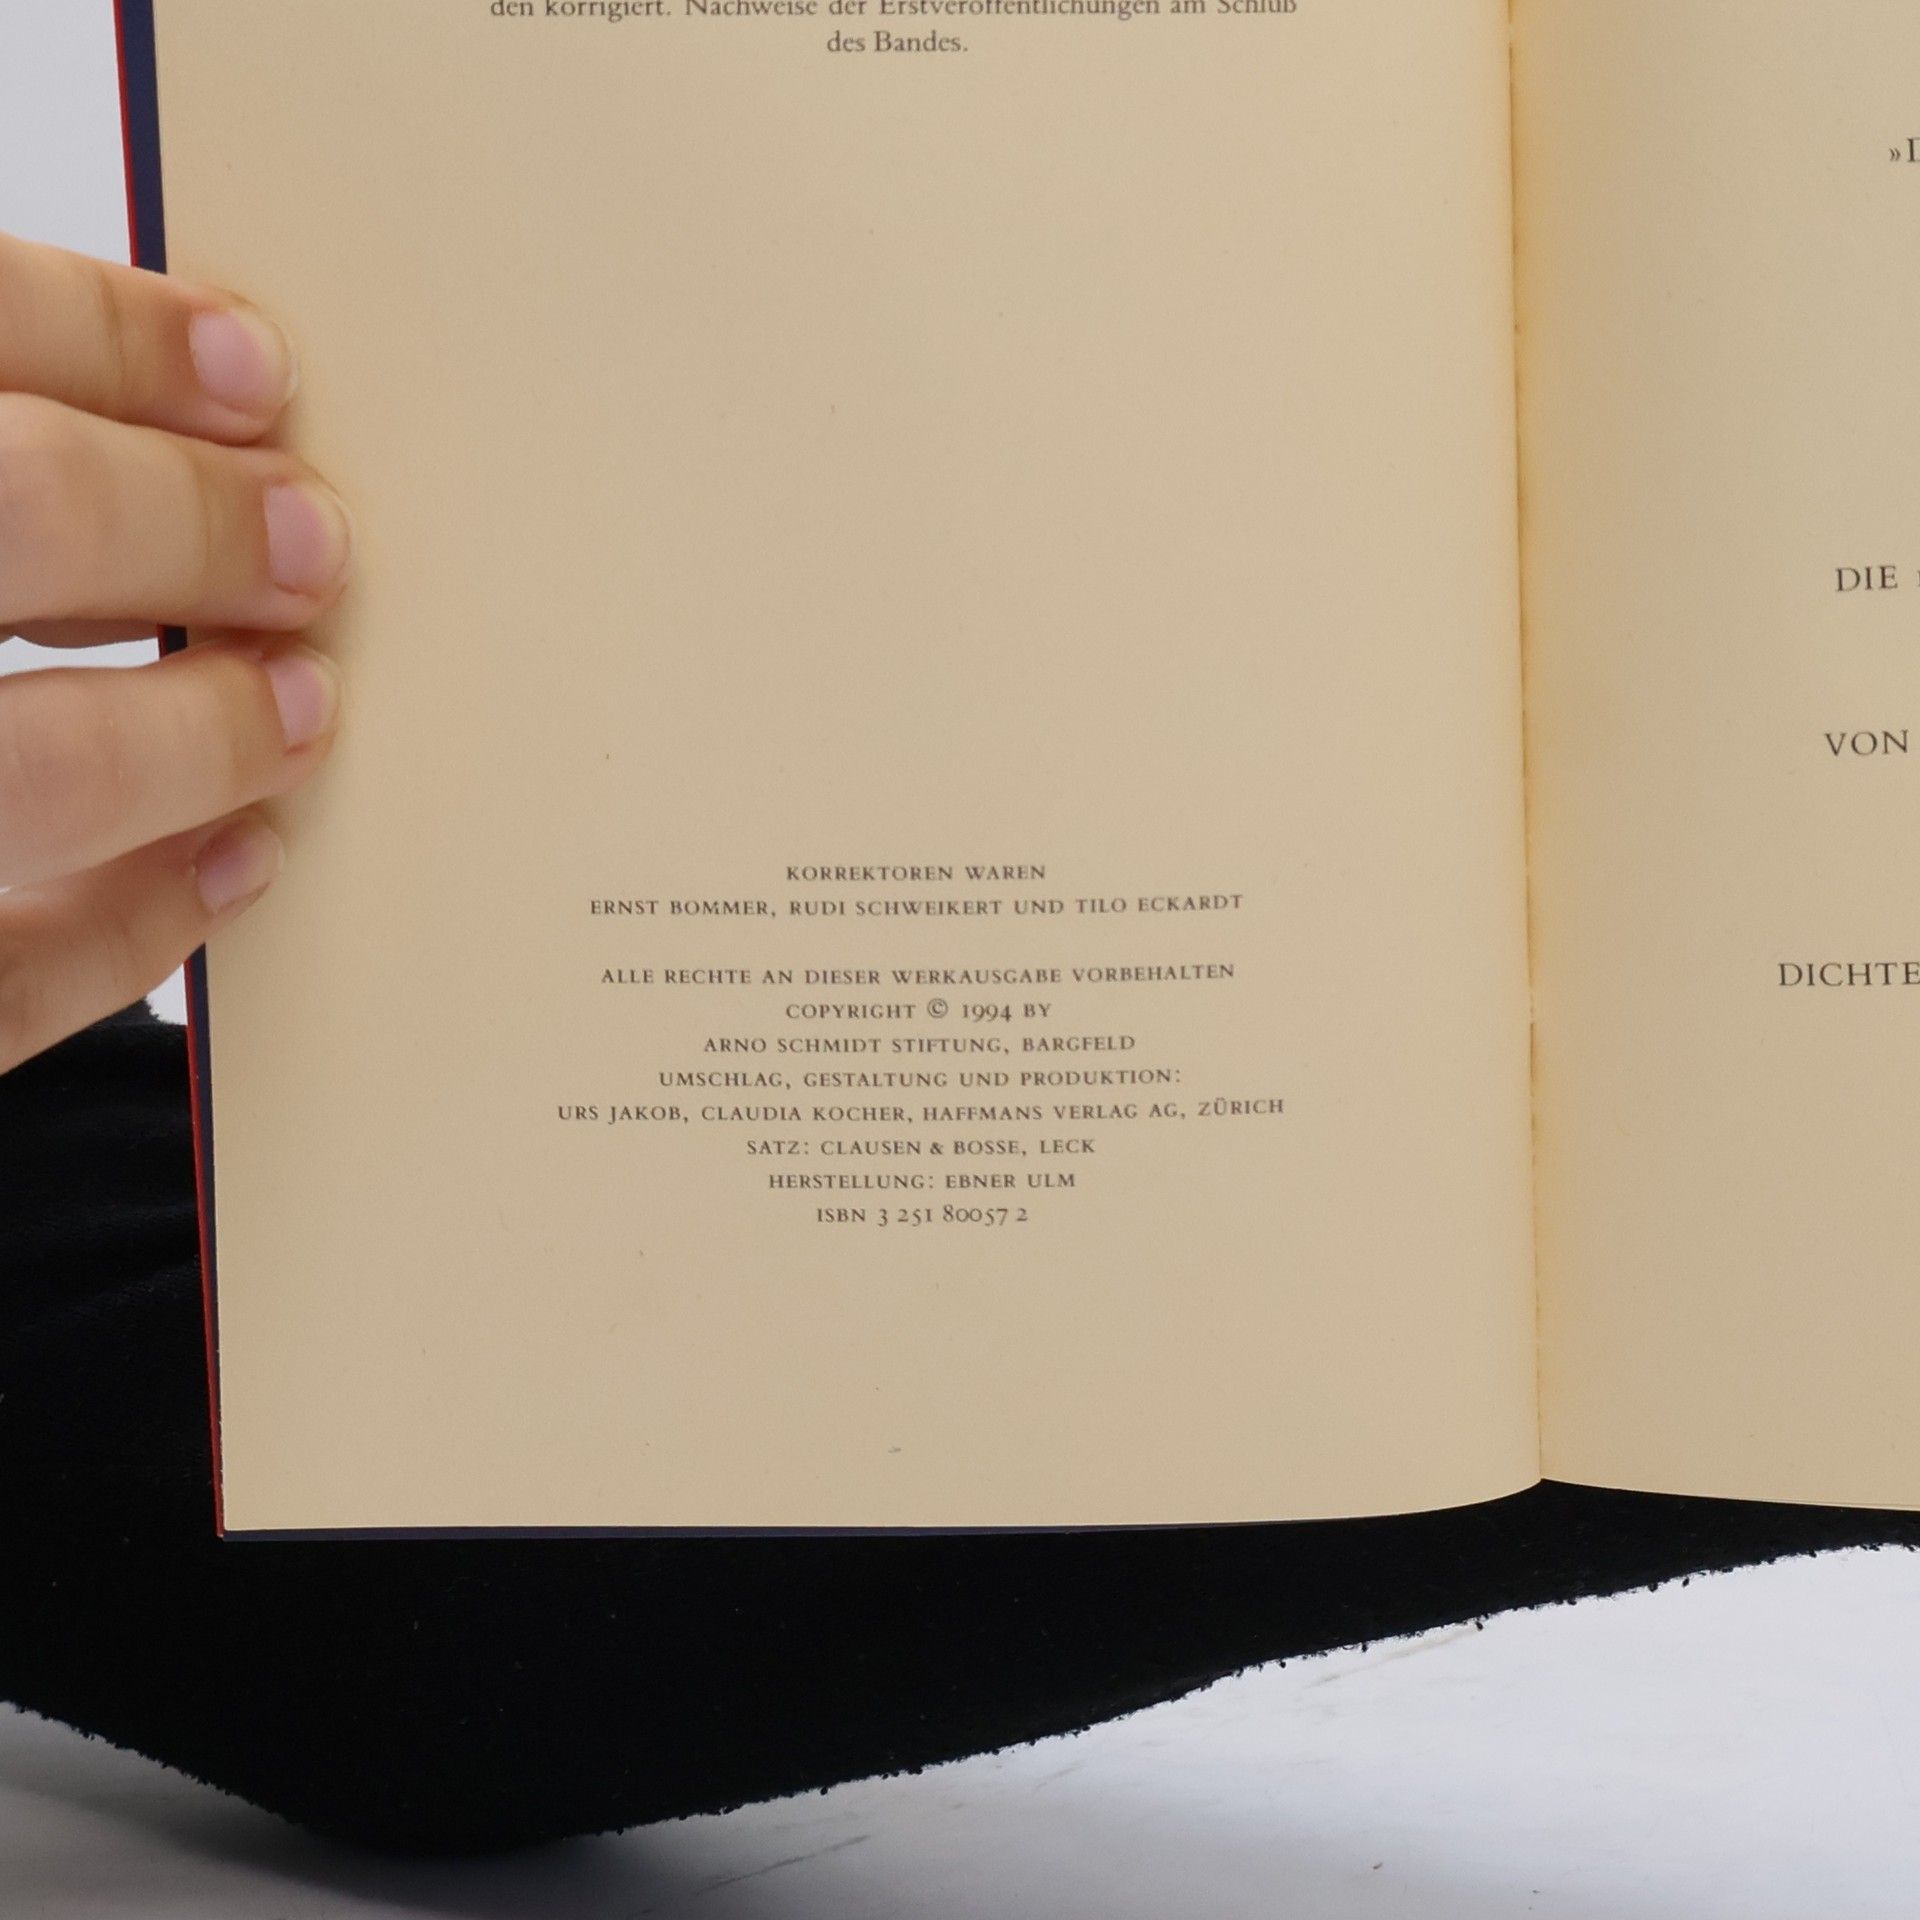 den korrigiert. Nachweise der Erstveröffentlichungen am Schluß
des Bandes.
KORREKTOREN WAREN
ERNST BOMMER, RUDI SCHWEIKERT UND TILO ECKARDT
ALLE RECHTE AN DIESER WERKAUSGABE VORBEHALTEN
COPYRIGHT © 1994 BY
ARNO SCHMIDT STIFTUNG, BARGFELD
UMSCHLAG, GESTALTUNG UND PRODUKTION:
URS JAKOB, CLAUDIA KOCHER, HAFFMANS VERLAG AG, ZÜRICH
SATZ: CLAUSEN & BOSSE, LECK
HERSTELLUNG: EBNER ULM
ISBN 3 251 80057 2
DIE
VON
DICHTE